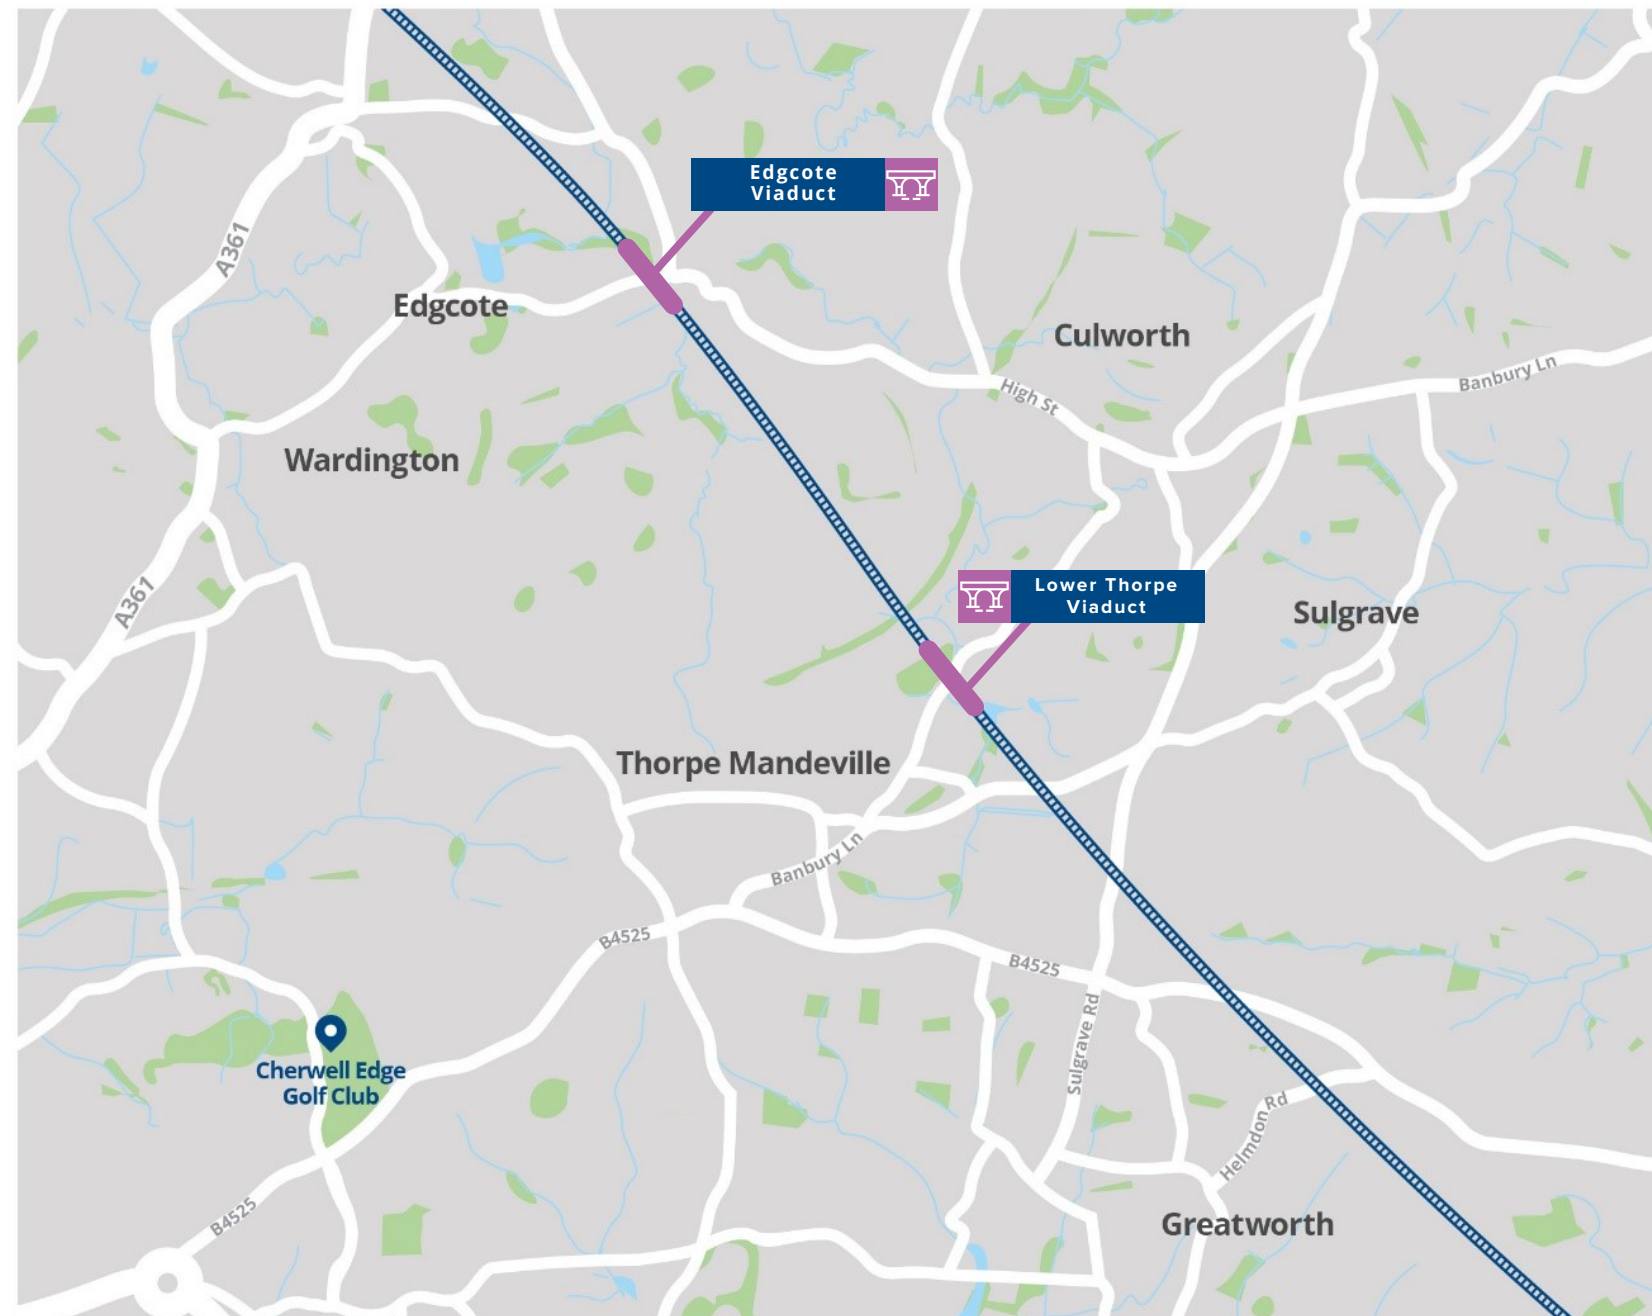 Edgcote
Viaduct
A361
Edgcote
Culworth
Banbury Ln
High St
Wardington
A361
Lower Thorpe
Viaduct
Sulgrave
Thorpe Mandeville
Banbury Ln
B4525
B4525
Sulgrave Rd
Cherwell Edge
Golf Club
Helmdon Rd
B4525
Greatworth